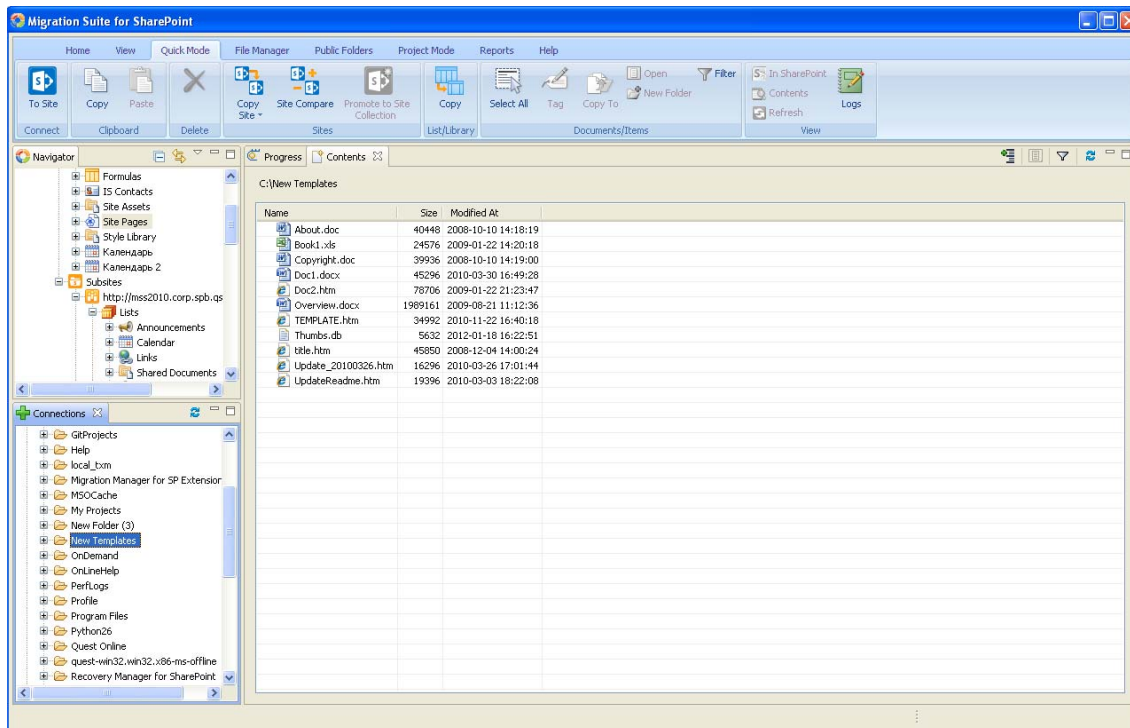 Migration Suite for SharePoint
Home View Quick Mode File Manager Public Folders Project Mode Reports Help
To Site Copy Paste Copy Site Site Compare Promote to Site Collection Copy Select All Tag Copy To Open New Folder Filter In SharePoint Contents Refresh Logs
Connect Clipboard Delete Sites List/Library Documents/Items View
Navigator
Formulas
IS Contacts
Site Assets
Site Pages
Style Library
Календарь
Календарь 2
Subsites
http://mss2010.corp.spb.qs
Lists
Announcements
Calendar
Links
Shared Documents
Connections
GitProjects
Help
local_txm
Migration Manager for SP Extension
MSOCache
My Projects
New Folder (3)
New Templates
OnDemand
OnLineHelp
PerfLogs
Profile
Program Files
Python26
Quest Online
quest-win32.win32.x86-ms-offline
Recovery Manager for SharePoint
Progress Contents
C:\New Templates
Name Size Modified At
About.doc 40448 2008-10-10 14:18:19
Book1.xls 24576 2009-01-22 14:20:18
Copyright.doc 39936 2008-10-10 14:19:00
Doc1.docx 45296 2010-03-30 16:49:28
Doc2.htm 78706 2009-01-22 21:23:47
Overview.docx 1989161 2009-08-21 11:12:36
TEMPLATE.htm 34992 2010-11-22 16:40:18
Thumbs.db 5632 2012-01-18 16:22:51
title.htm 45850 2008-12-04 14:00:24
Update_20100326.htm 16296 2010-03-26 17:01:44
UpdateReadme.htm 19396 2010-03-03 18:22:08